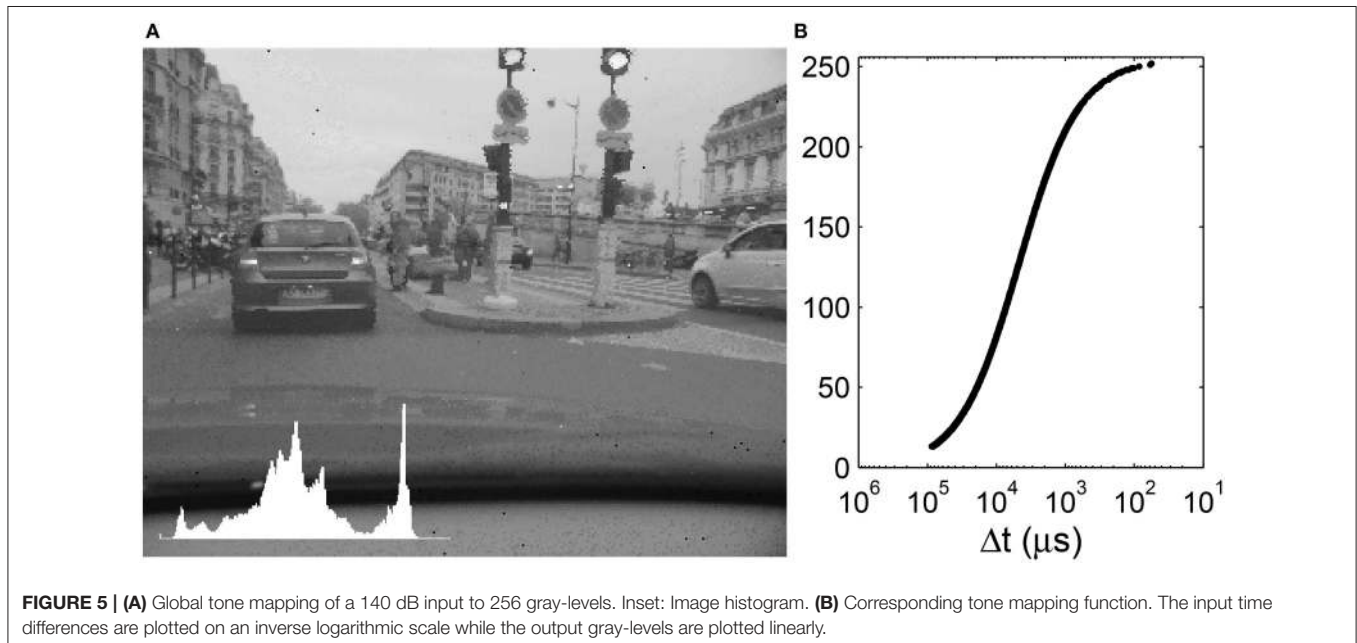 A
B
250
200
150
100
50
0
10⁶ 10⁵ 10⁴ 10³ 10² 10¹
Δt (µs)
FIGURE 5 | (A) Global tone mapping of a 140 dB input to 256 gray-levels. Inset: Image histogram. (B) Corresponding tone mapping function. The input time
differences are plotted on an inverse logarithmic scale while the output gray-levels are plotted linearly.